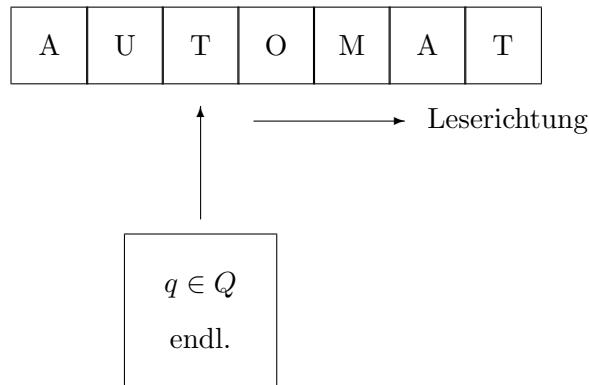 A U T O M A T
Leserichtung
q ∈ Q
endl.